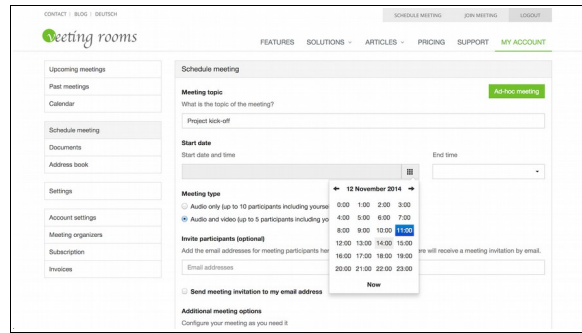 CONTACT | BLOG | DEUTSCH
SCHEDULE MEETING JOIN MEETING LOGOUT
veeting rooms
FEATURES SOLUTIONS ARTICLES PRICING SUPPORT MY ACCOUNT
Upcoming meetings
Past meetings
Calendar
Schedule meeting
Documents
Address book
Settings
Account settings
Meeting organizers
Subscription
Invoices
Schedule meeting
Meeting topic
Ad-hoc meeting
What is the topic of the meeting?
Project kick-off
Start date
Start date and time End time
12 November 2014
0:00 1:00 2:00 3:00
4:00 5:00 6:00 7:00
8:00 9:00 10:00 11:00
12:00 13:00 14:00 15:00
16:00 17:00 18:00 19:00
20:00 21:00 22:00 23:00
Now
Meeting type
Audio only (up to 10 participants including yourse
Audio and video (up to 5 participants including yo
Invite participants (optional)
Add the email addresses for meeting participants her re will receive a meeting invitation by email.
Email addresses
Send meeting invitation to my email address
Additional meeting options
Configure your meeting as you need it